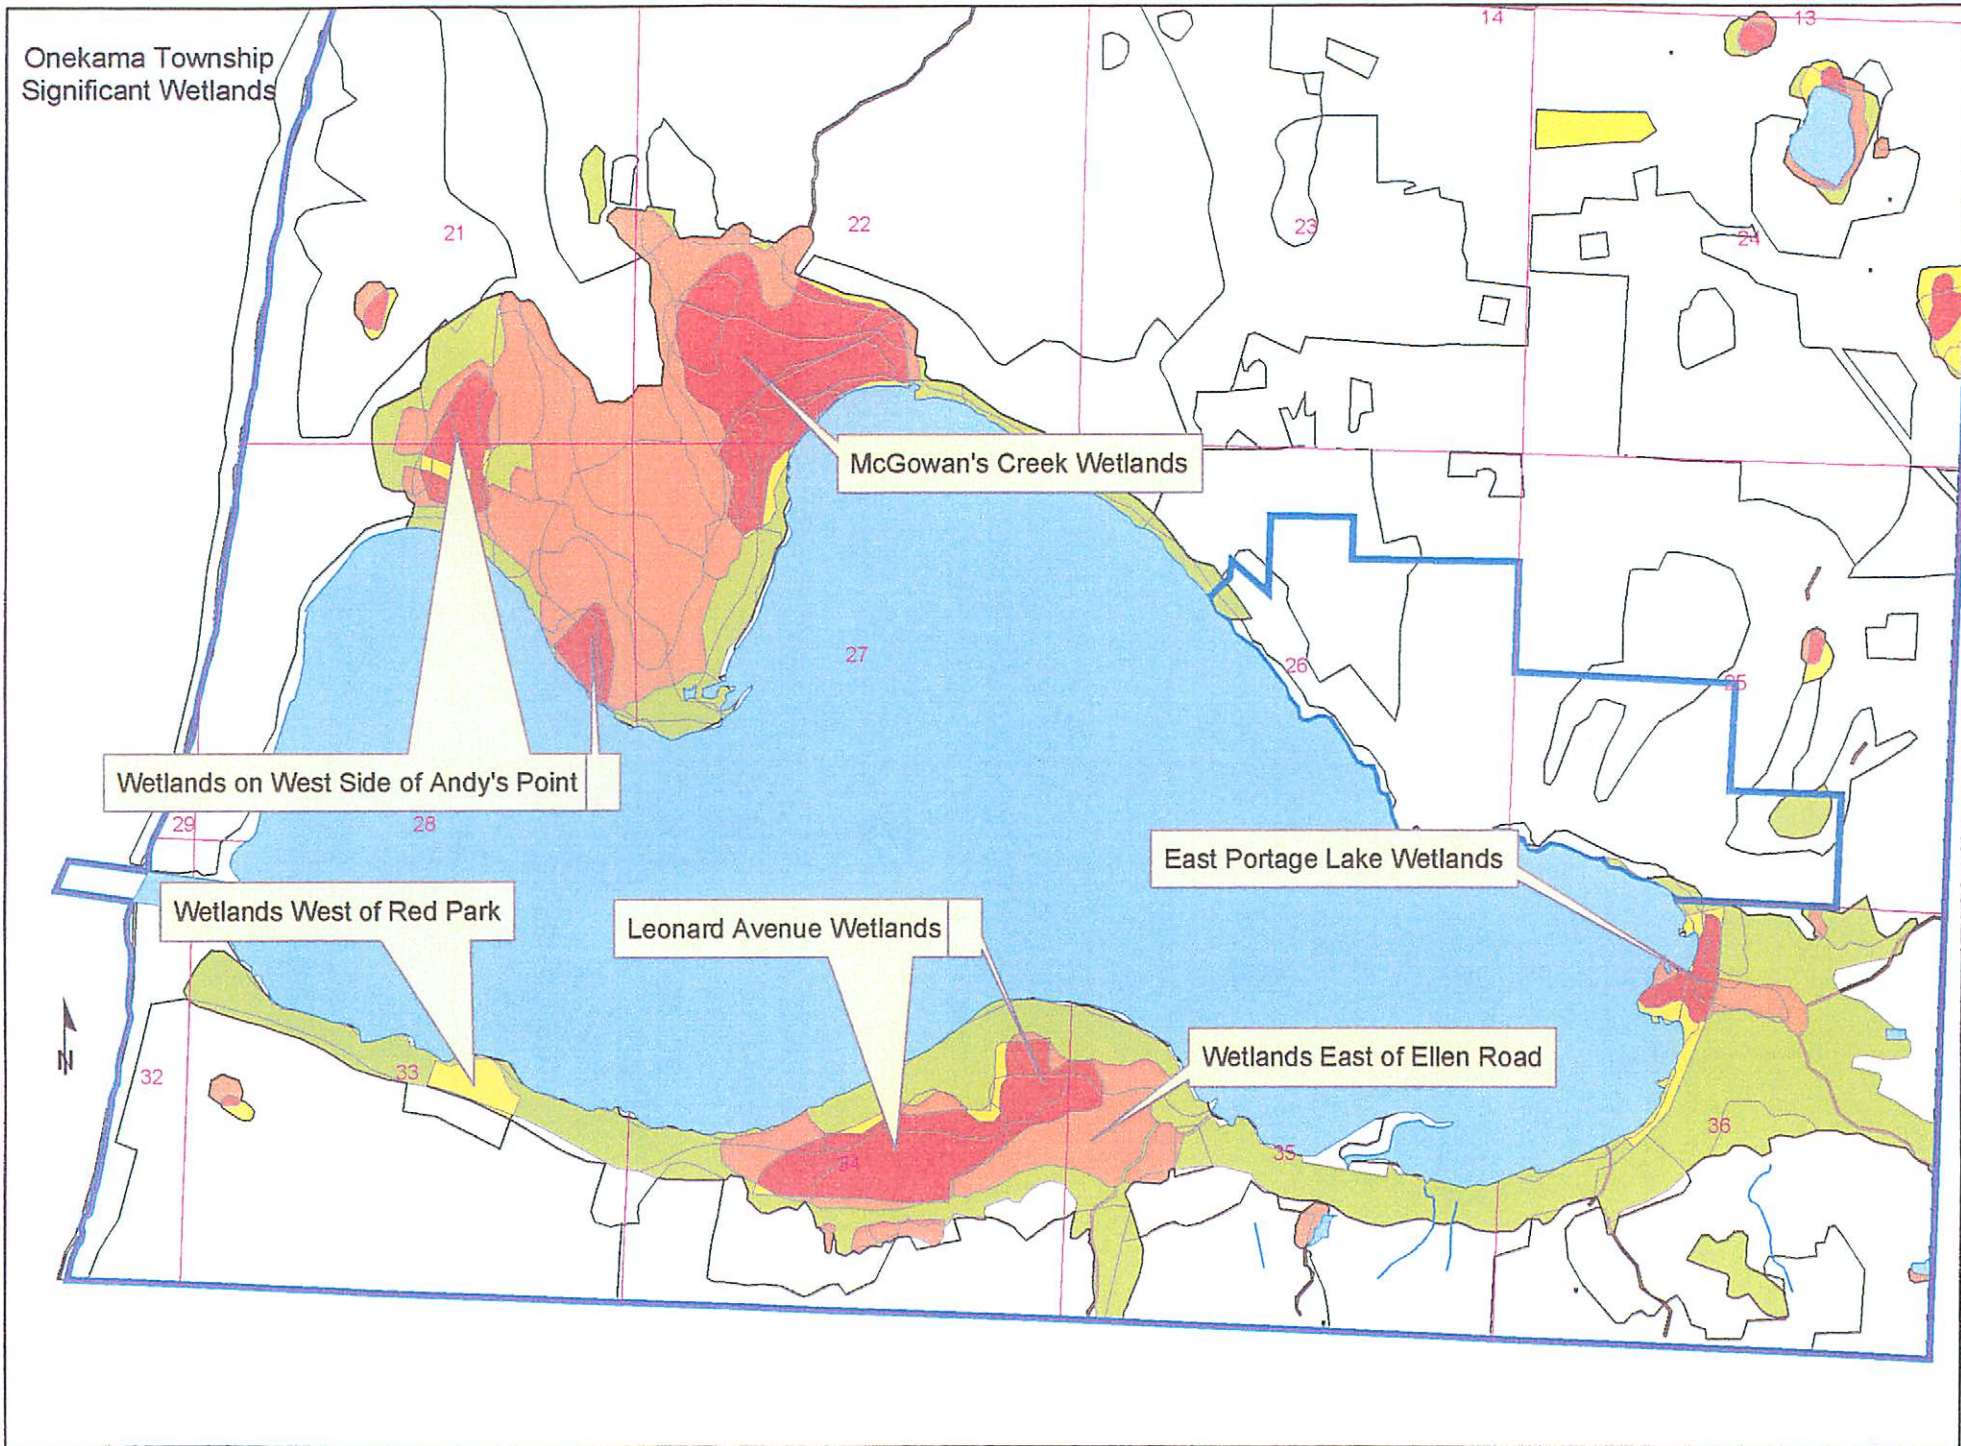 Onekama Township
Significant Wetlands
14
13
21
22
23
24
McGowan's Creek Wetlands
27
26
25
Wetlands on West Side of Andy's Point
29
28
East Portage Lake Wetlands
Wetlands West of Red Park
Leonard Avenue Wetlands
N
32
33
Wetlands East of Ellen Road
34
35
36